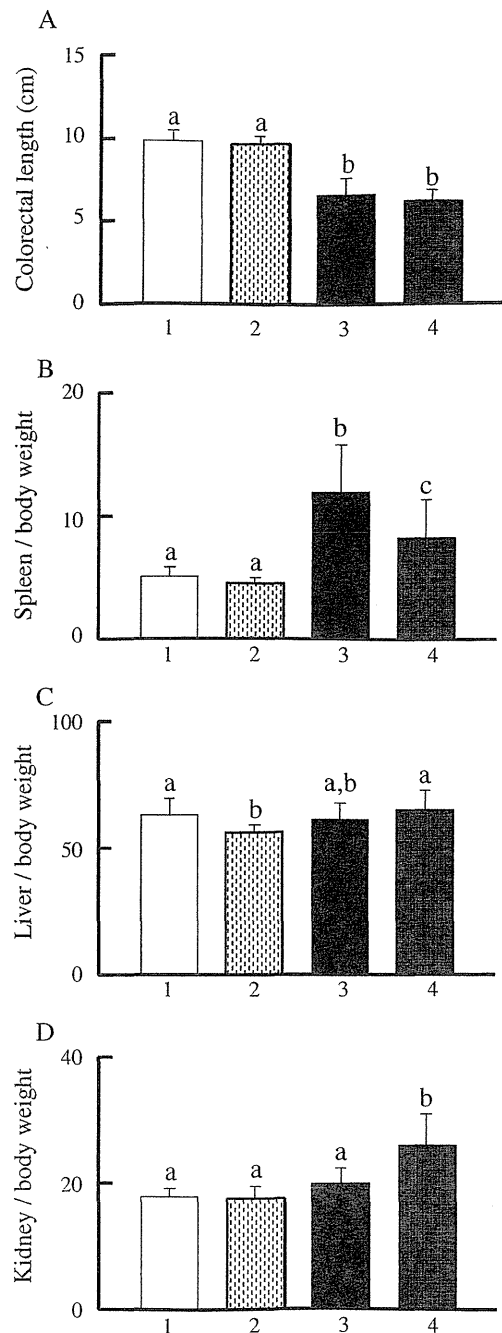 A
Colorectal length (cm)
15
10
5
0
a
a
b
b
1 2 3 4
B
Spleen / body weight
20
10
0
a
a
b
c
1 2 3 4
C
Liver / body weight
100
50
0
a
b
a,b
a
1 2 3 4
D
Kidney / body weight
40
20
0
a
a
a
b
1 2 3 4